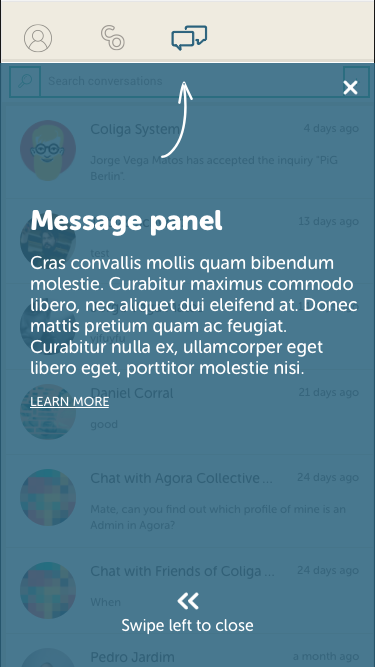 Search conversations
Coliga System
4 days ago
Jorge Vega Matos has accepted the inquiry "PiG
Berlin"
13 days ago
Message panel
test
Cras convallis mollis quam bibendum
molestie. Curabitur maximus commodo
libero, nec aliquet dui eleifend at. Donec
mattis pretium quam ac feugiat.
Curabitur nulla ex, ullamcorper eget
libero eget, porttitor molestie nisi.
Daniel Corral
21 days ago
LEARN MORE
good
Chat with Agora Collective ...
24 days ago
Mate, can you find out which profile of mine is an
Admin in Agora?
Chat with Friends of Coliga ...
24 days ago
When
Swipe left to close
Pedro Jardim
a month ago